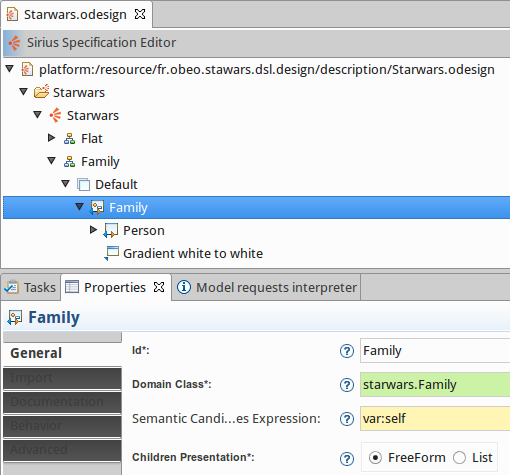 Starwars.odesign
Sirius Specification Editor
platform:/resource/fr.obeo.stawars.dsl.design/description/Starwars.odesign
Starwars
Starwars
Flat
Family
Default
Family
Person
Gradient white to white
Tasks Properties Model requests interpreter
Family
General
Id*: Family
Import
Domain Class*: starwars.Family
Documentation
Semantic Candi...es Expression: var:self
Behavior
Advanced
Children Presentation*: FreeForm List